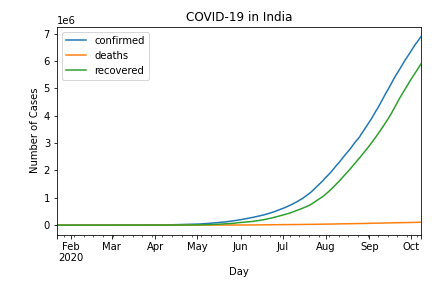 COVID-19 in India
1e6
confirmed
deaths
recovered
7
6
5
4
3
2
1
0
Number of Cases
Feb Mar Apr May Jun Jul Aug Sep Oct
2020
Day